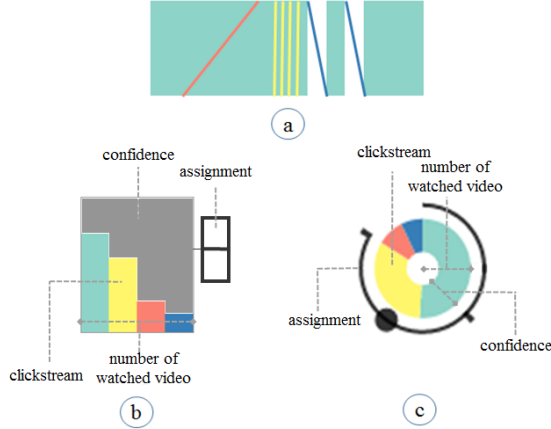 a
confidence
assignment
clickstream
number of
watched video
b
clickstream
number of
watched video
assignment
confidence
c